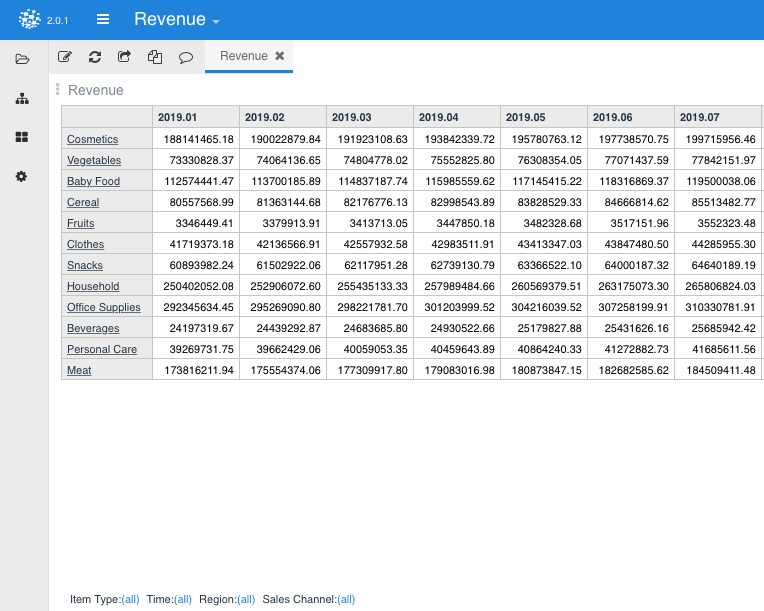 2.0.1 Revenue
Revenue
Revenue
2019.01 2019.02 2019.03 2019.04 2019.05 2019.06 2019.07
Cosmetics 188141465.18 190022879.84 191923108.63 193842339.72 195780763.12 197738570.75 199715956.46
Vegetables 73330828.37 74064136.65 74804778.02 75552825.80 76308354.05 77071437.59 77842151.97
Baby Food 112574441.47 113700185.89 114837187.74 115985559.62 117145415.22 118316869.37 119500038.06
Cereal 80557568.99 81363144.68 82176776.13 82998543.89 83828529.33 84666814.62 85513482.77
Fruits 3346449.41 3379913.91 3413713.05 3447850.18 3482328.68 3517151.96 3552323.48
Clothes 41719373.18 42136566.91 42557932.58 42983511.91 43413347.03 43847480.50 44285955.30
Snacks 60893982.24 61502922.06 62117951.28 62739130.79 63366522.10 64000187.32 64640189.19
Household 250402052.08 252906072.60 255435133.33 257989484.66 260569379.51 263175073.30 265806824.03
Office Supplies 292345634.45 295269090.80 298221781.70 301203999.52 304216039.52 307258199.91 310330781.91
Beverages 24197319.67 24439292.87 24683685.80 24930522.66 25179827.88 25431626.16 25685942.42
Personal Care 39269731.75 39662429.06 40059053.35 40459643.89 40864240.33 41272882.73 41685611.56
Meat 173816211.94 175554374.06 177309917.80 179083016.98 180873847.15 182682585.62 184509411.48
Item Type:(all) Time:(all) Region:(all) Sales Channel:(all)